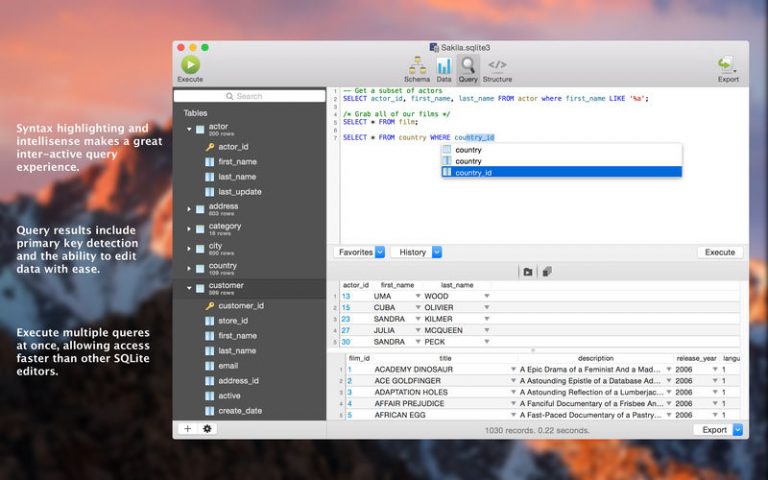 Sakila.sqlite3
Execute
Schema Data Query Structure
Export
Search
Tables
actor
200 rows
actor_id
first_name
last_name
last_update
address
603 rows
category
16 rows
city
600 rows
country
109 rows
customer
599 rows
customer_id
store_id
first_name
last_name
email
address_id
active
create_date
Syntax highlighting and
intellisense makes a great
inter-active query
experience.
Query results include
primary key detection
and the ability to edit
data with ease.
Execute multiple queres
at once, allowing access
faster than other SQLite
editors.
1 -- Get a subset of actors
2 SELECT actor_id, first_name, last_name FROM actor where first_name LIKE '%a';
3
4 /* Grab all of our films */
5 SELECT * FROM film;
6
7 SELECT * FROM country WHERE country_id
country
country
country_id
Favorites History Execute
actor_id first_name last_name
1 13 UMA WOOD
2 15 CUBA OLIVIER
3 23 SANDRA KILMER
4 27 JULIA MCQUEEN
5 30 SANDRA PECK
film_id title description release_year langu
1 1 ACADEMY DINOSAUR A Epic Drama of a Feminist And a Mad... 2006 1
2 2 ACE GOLDFINGER A Astounding Epistle of a Database Ad... 2006 1
3 3 ADAPTATION HOLES A Astounding Reflection of a Lumberjac... 2006 1
4 4 AFFAIR PREJUDICE A Fanciful Documentary of a Frisbee An... 2006 1
5 5 AFRICAN EGG A Fast-Paced Documentary of a Pastry... 2006 1
1030 records. 0.22 seconds.
Export